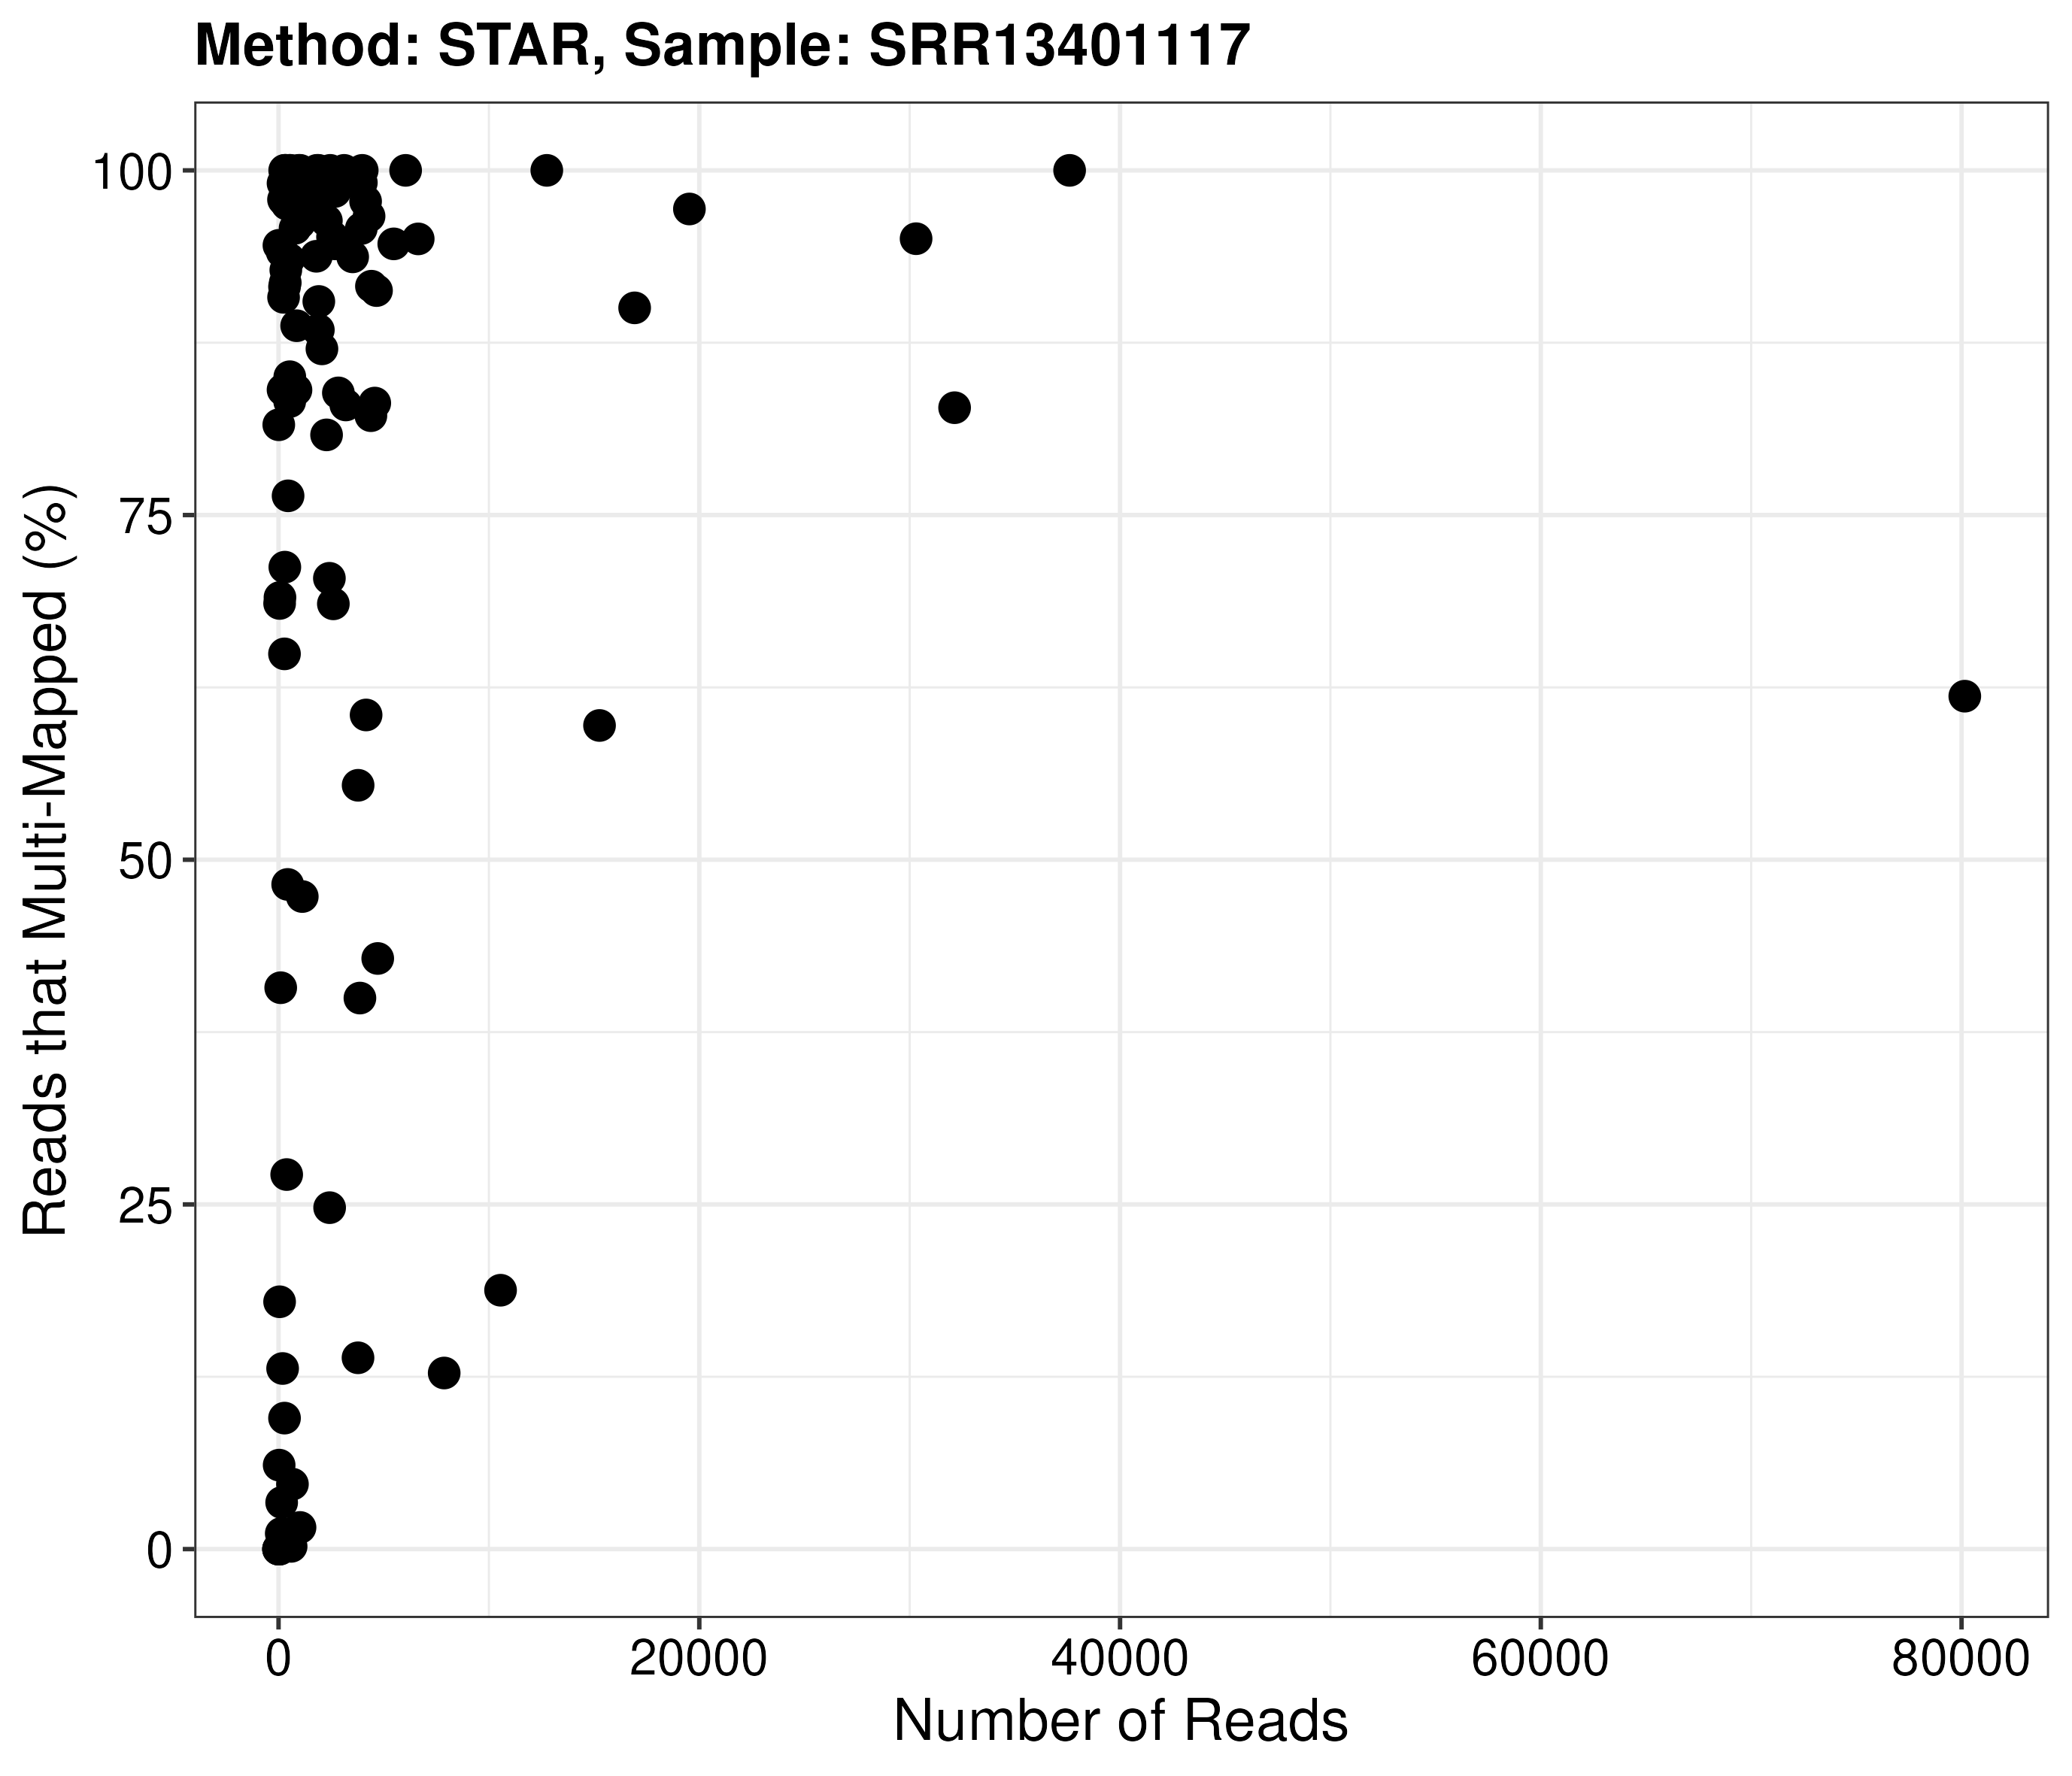 Method: STAR, Sample: SRR13401117
Reads that Multi-Mapped (%)
100
75
50
25
0
0 20000 40000 60000 80000
Number of Reads